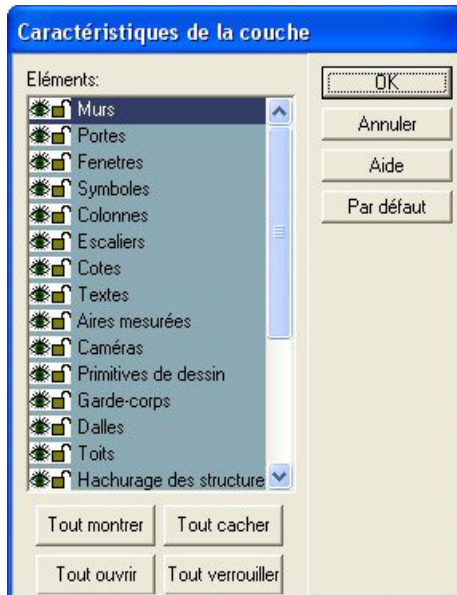 Caractéristiques de la couche
Eléments:
Murs
Portes
Fenetres
Symboles
Colonnes
Escaliers
Cotes
Textes
Aires mesurées
Caméras
Primitives de dessin
Garde-corps
Dalles
Toits
Hachurage des structure
OK
Annuler
Aide
Par défaut
Tout montrer
Tout cacher
Tout ouvrir
Tout verrouiller